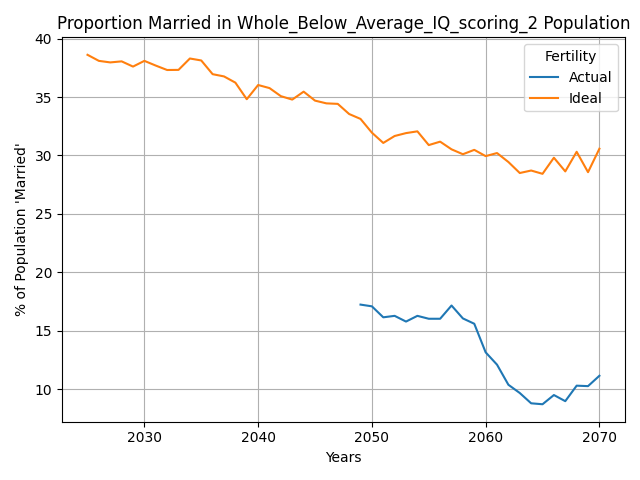 Proportion Married in Whole_Below_Average_IQ_scoring_2 Population
% of Population 'Married'
40
35
30
25
20
15
10
Fertility
Actual
Ideal
2030 2040 2050 2060 2070
Years